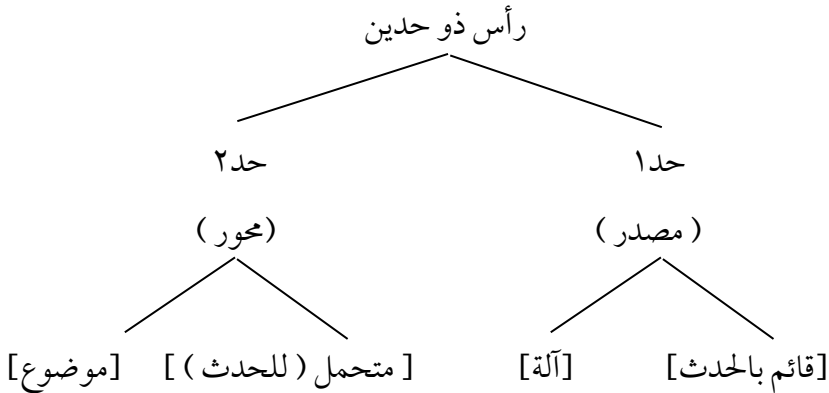 رأس ذو حدين
حد١ حد٢
( مصدر ) (محور )
[قائم بالحدث] [آلة] [ متحمل ( للحدث ) ] [موضوع]